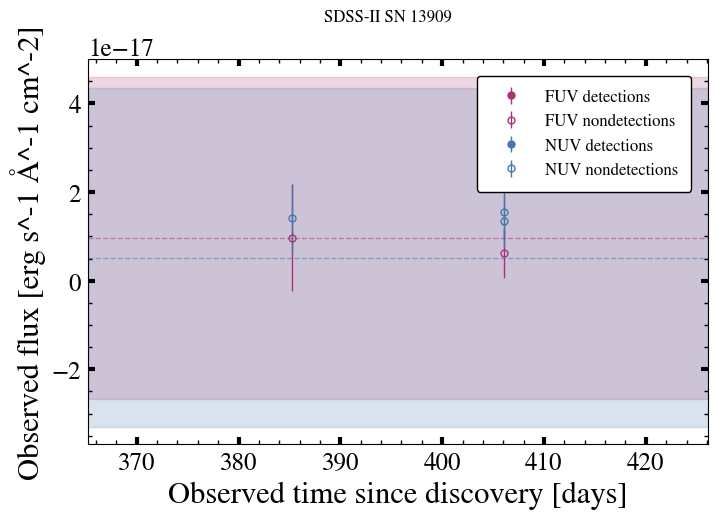 SDSS-II SN 13909
1e−17
Observed flux [erg s^-1 Å^-1 cm^-2]
4
2
0
−2
FUV detections
FUV nondetections
NUV detections
NUV nondetections
370 380 390 400 410 420
Observed time since discovery [days]